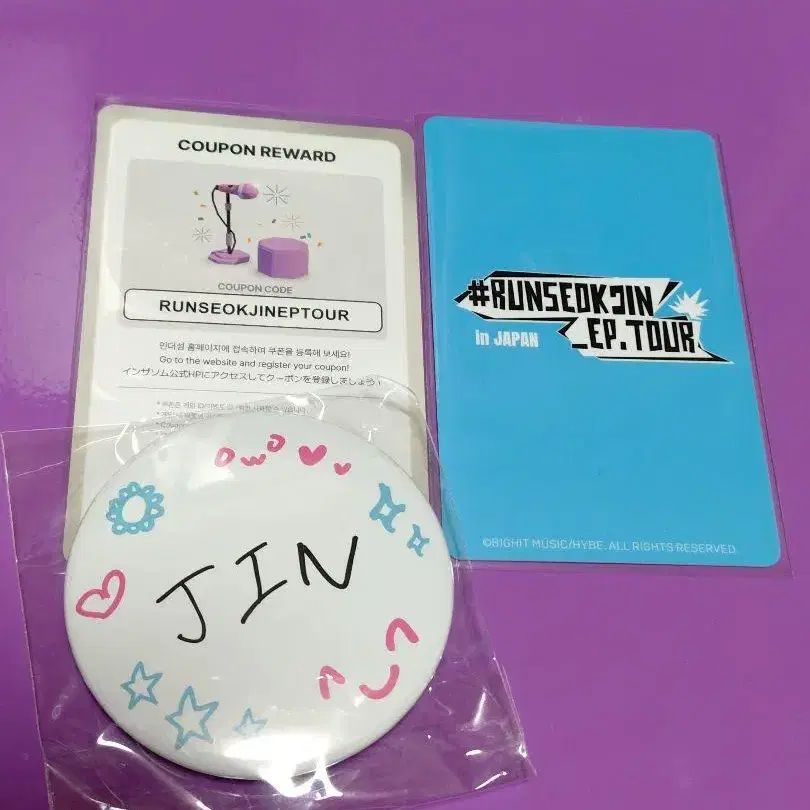 COUPON REWARD
COUPON CODE
RUNSEOKJINEPTOUR
인더섬 홈페이지에 접속하여 쿠폰을 등록해 보세요!
Go to the website and register your coupon!
インザソム公式HPにアクセスしてクーポンを登録しましょう!
#RUNSEOKJIN
_EP.TOUR
in JAPAN
©BIGHIT MUSIC/HYBE. ALL RIGHTS RESERVED.
JIN